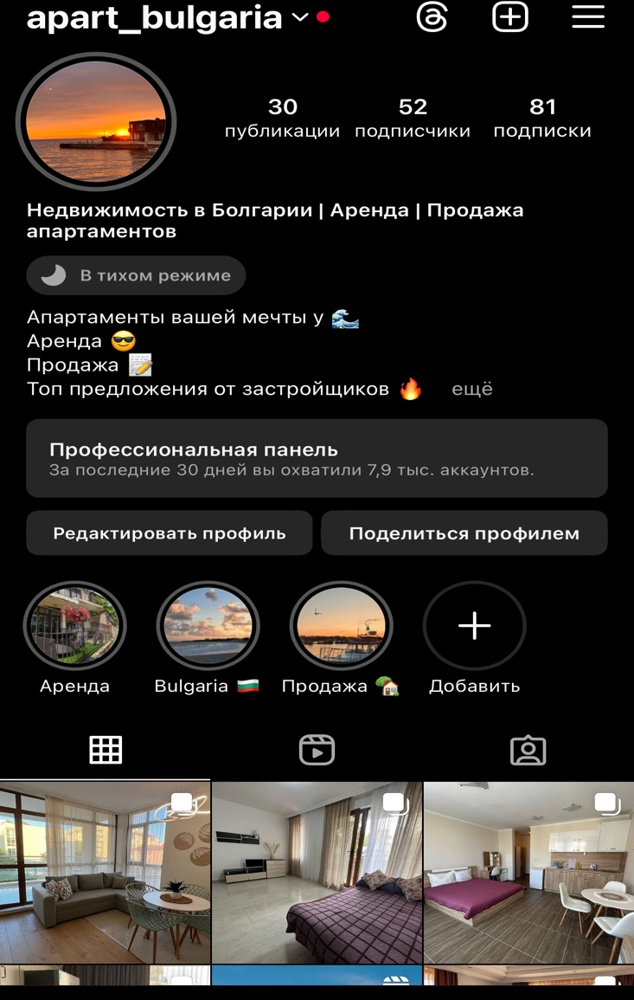 apart_bulgaria
30 52 81
публикации подписчики подписки
Недвижимость в Болгарии | Аренда | Продажа
апартаментов
В тихом режиме
Апартаменты вашей мечты у 🌊
Аренда 😎
Продажа 📝
Топ предложения от застройщиков 🔥 ещё
Профессиональная панель
За последние 30 дней вы охватили 7,9 тыс. аккаунтов.
Редактировать профиль Поделиться профилем
Аренда Bulgaria 🇧🇬 Продажа 🏡 Добавить